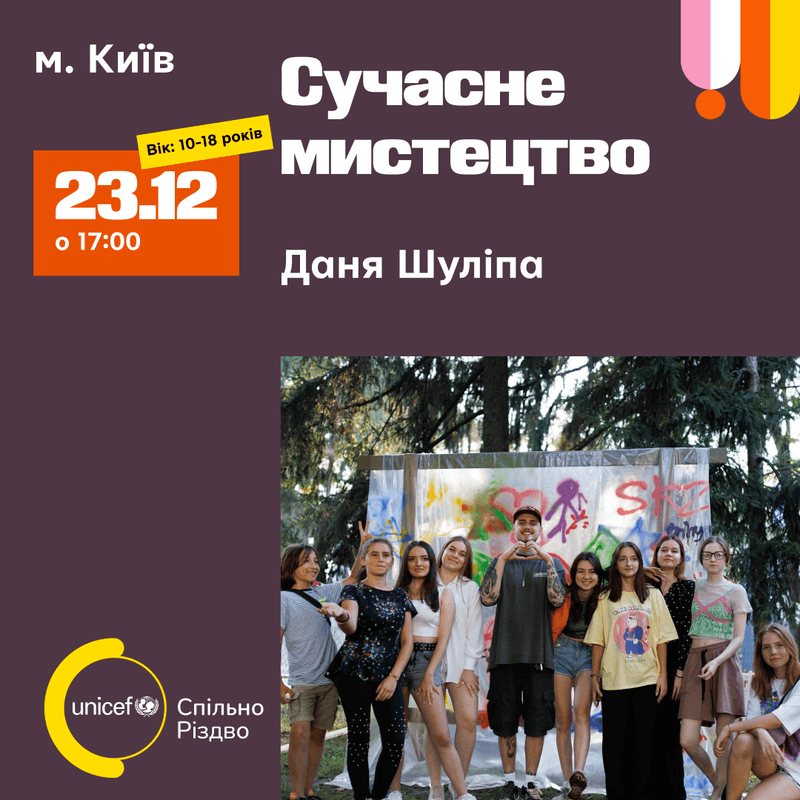 м. Київ
Сучасне
мистецтво
Вік: 10-18 років
23.12
о 17:00
Даня Шуліпа
unicef
Спільно
Різдво